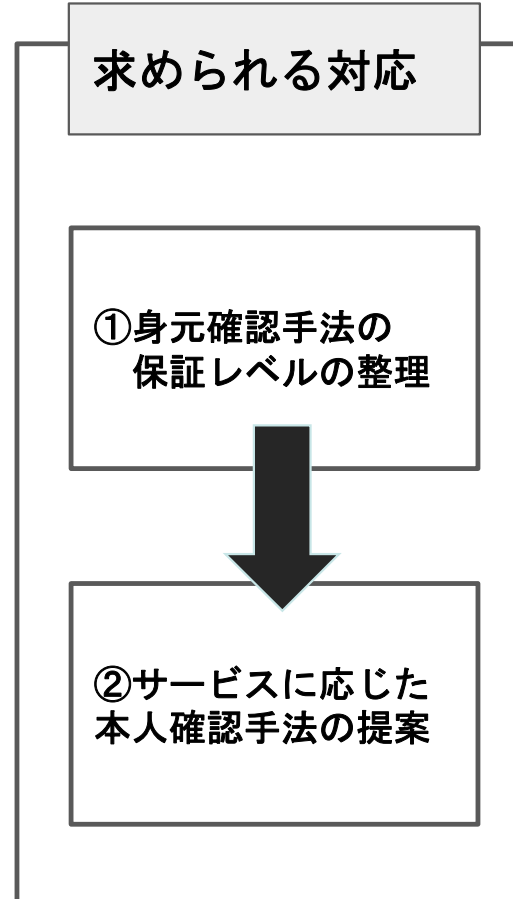 求められる対応
①身元確認手法の
保証レベルの整理
②サービスに応じた
本人確認手法の提案